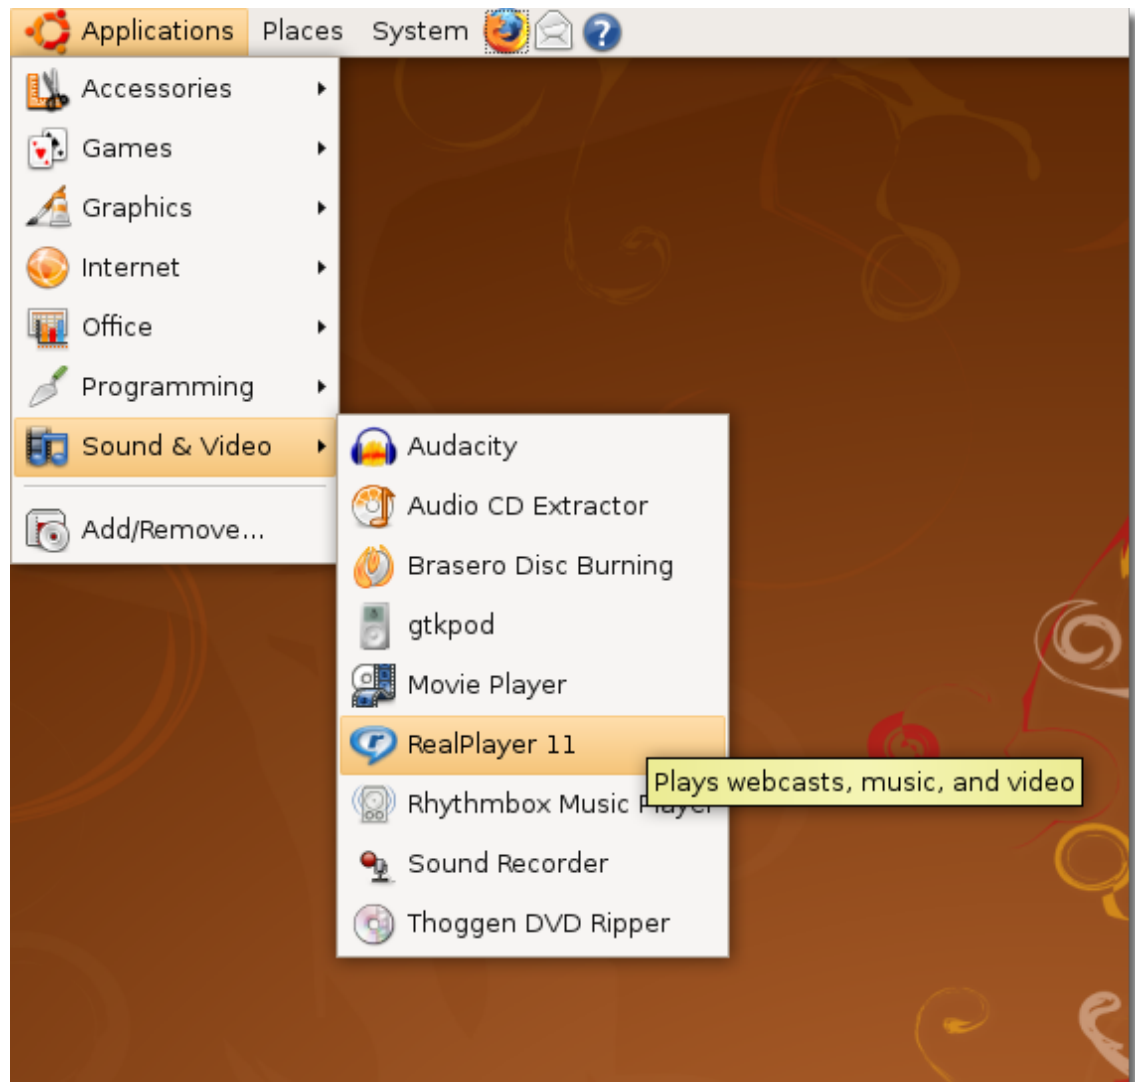 Applications Places System
Accessories
Games
Graphics
Internet
Office
Programming
Sound & Video
Add/Remove...
Audacity
Audio CD Extractor
Brasero Disc Burning
gtkpod
Movie Player
RealPlayer 11
Plays webcasts, music, and video
Rhythmbox Music Player
Sound Recorder
Thoggen DVD Ripper